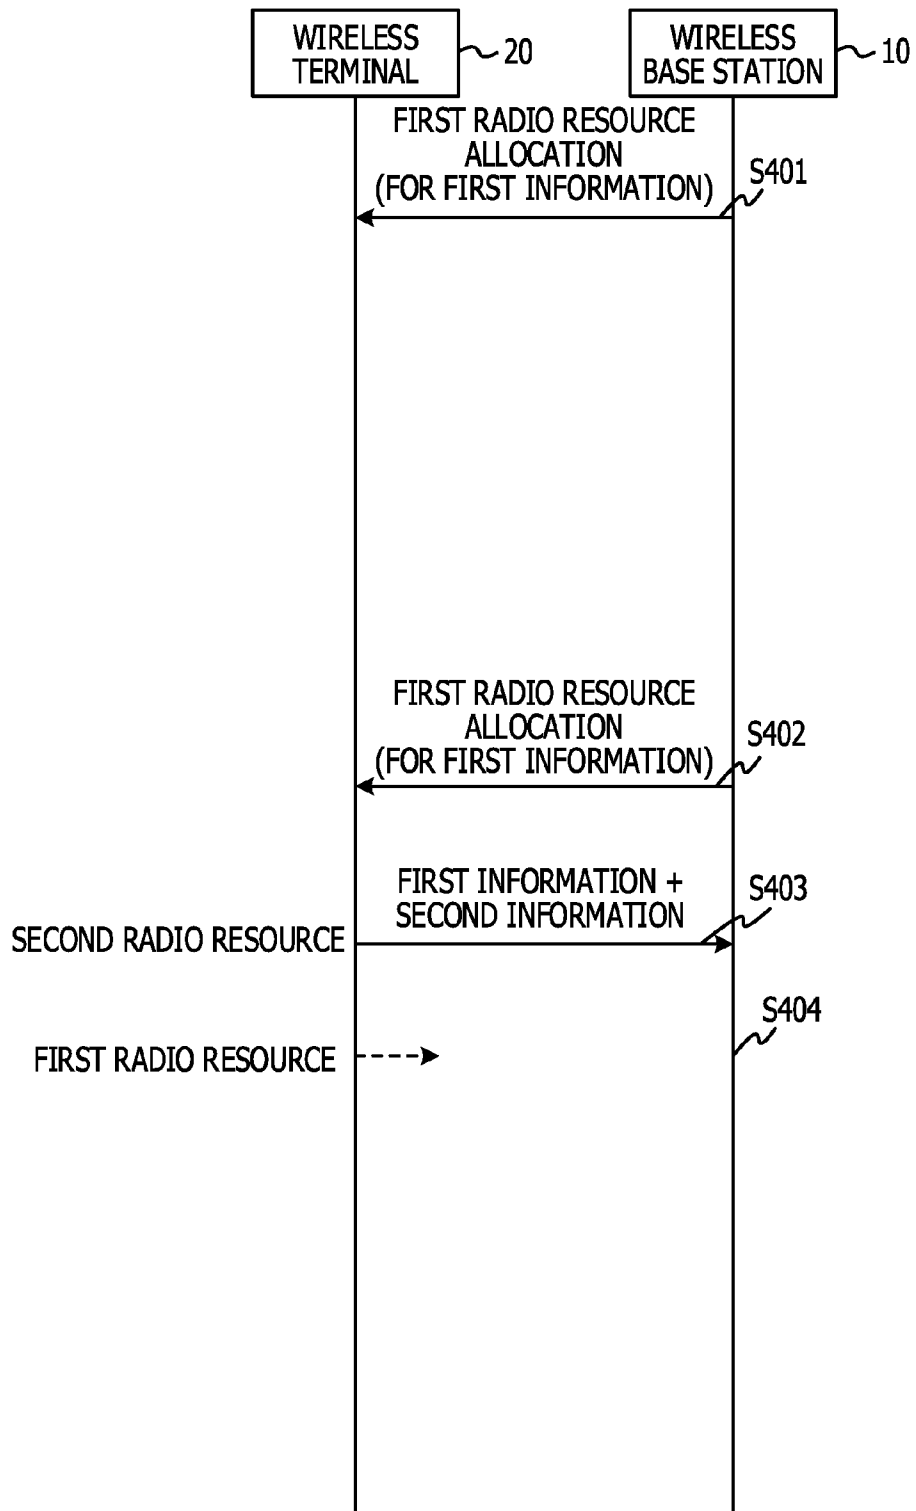 WIRELESS
TERMINAL
20
WIRELESS
BASE STATION
10
FIRST RADIO RESOURCE
ALLOCATION
(FOR FIRST INFORMATION)
S401
FIRST RADIO RESOURCE
ALLOCATION
(FOR FIRST INFORMATION)
S402
FIRST INFORMATION +
SECOND INFORMATION
S403
SECOND RADIO RESOURCE
S404
FIRST RADIO RESOURCE